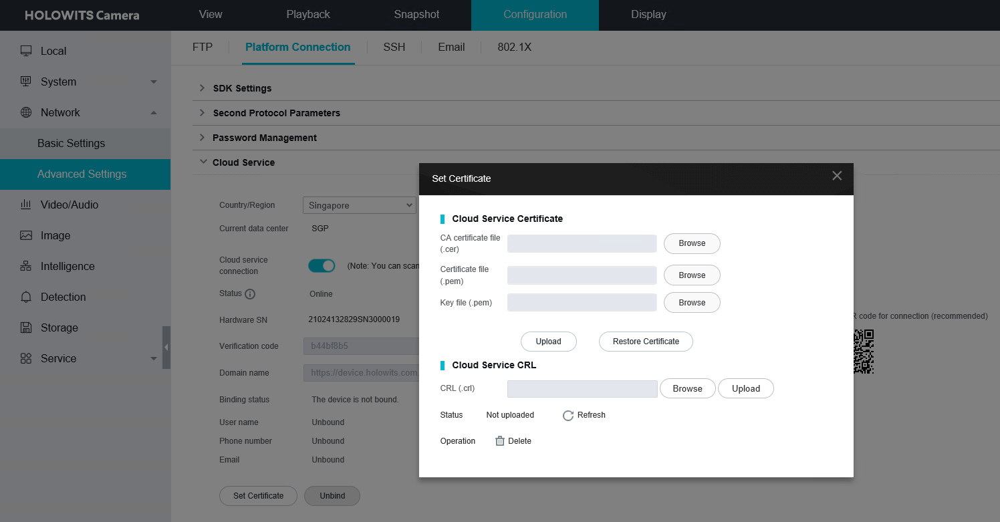 HOLOWITS Camera
View
Playback
Snapshot
Configuration
Display
Local
System
Network
Basic Settings
Advanced Settings
Video/Audio
Image
Intelligence
Detection
Storage
Service
FTP
Platform Connection
SSH
Email
802.1X
SDK Settings
Second Protocol Parameters
Password Management
Cloud Service
Country/Region
Singapore
Current data center
SGP
Cloud service
connection
(Note: You can scan
Status
Online
Hardware SN
21024132829SN3000019
Verification code
b44bf8b5
Domain name
https://device.holowits.com
Binding status
The device is not bound.
User name
Unbound
Phone number
Unbound
Email
Unbound
Set Certificate
Unbind
code for connection (recommended)
Set Certificate
Cloud Service Certificate
CA certificate file
(.cer)
Browse
Certificate file
(.pem)
Browse
Key file (.pem)
Browse
Upload
Restore Certificate
Cloud Service CRL
CRL (.crl)
Browse
Upload
Status
Not uploaded
Refresh
Operation
Delete